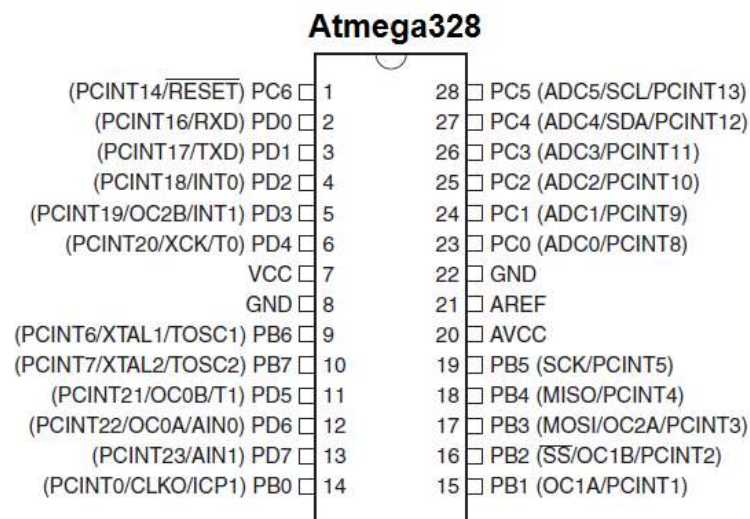 Atmega328
(PCINT14/RESET) PC6 1 28 PC5 (ADC5/SCL/PCINT13)
(PCINT16/RXD) PD0 2 27 PC4 (ADC4/SDA/PCINT12)
(PCINT17/TXD) PD1 3 26 PC3 (ADC3/PCINT11)
(PCINT18/INT0) PD2 4 25 PC2 (ADC2/PCINT10)
(PCINT19/OC2B/INT1) PD3 5 24 PC1 (ADC1/PCINT9)
(PCINT20/XCK/T0) PD4 6 23 PC0 (ADC0/PCINT8)
VCC 7 22 GND
GND 8 21 AREF
(PCINT6/XTAL1/TOSC1) PB6 9 20 AVCC
(PCINT7/XTAL2/TOSC2) PB7 10 19 PB5 (SCK/PCINT5)
(PCINT21/OC0B/T1) PD5 11 18 PB4 (MISO/PCINT4)
(PCINT22/OC0A/AIN0) PD6 12 17 PB3 (MOSI/OC2A/PCINT3)
(PCINT23/AIN1) PD7 13 16 PB2 (SS/OC1B/PCINT2)
(PCINT0/CLKO/ICP1) PB0 14 15 PB1 (OC1A/PCINT1)